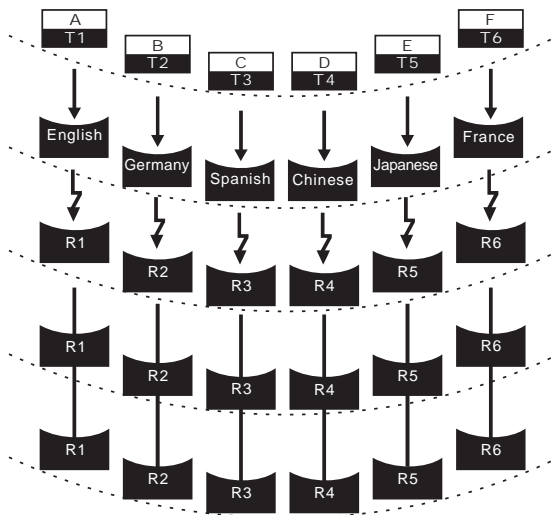 A
T1
B
T2
C
T3
D
T4
E
T5
F
T6
English
Germany
Spanish
Chinese
Japanese
France
R1
R2
R3
R4
R5
R6
R1
R2
R3
R4
R5
R6
R1
R2
R3
R4
R5
R6